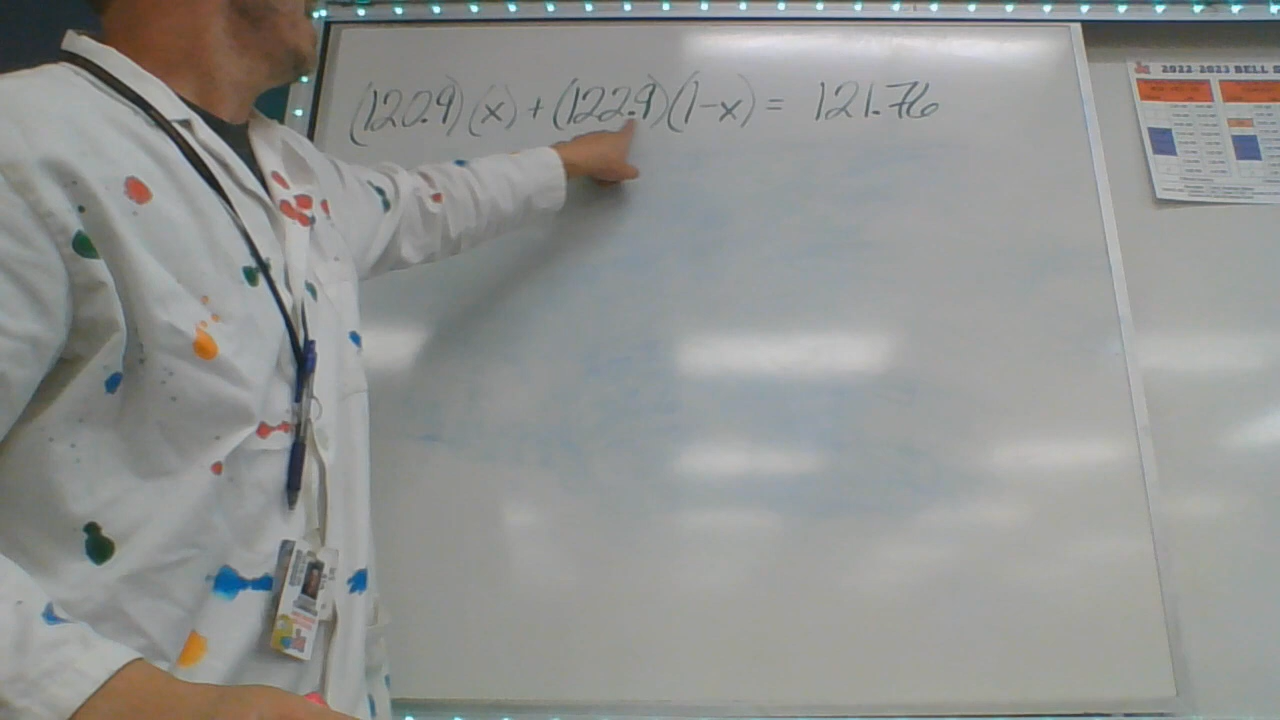 (120.9)(x) + (122.9)(1-x) = 121.76
2022-2023 BELL